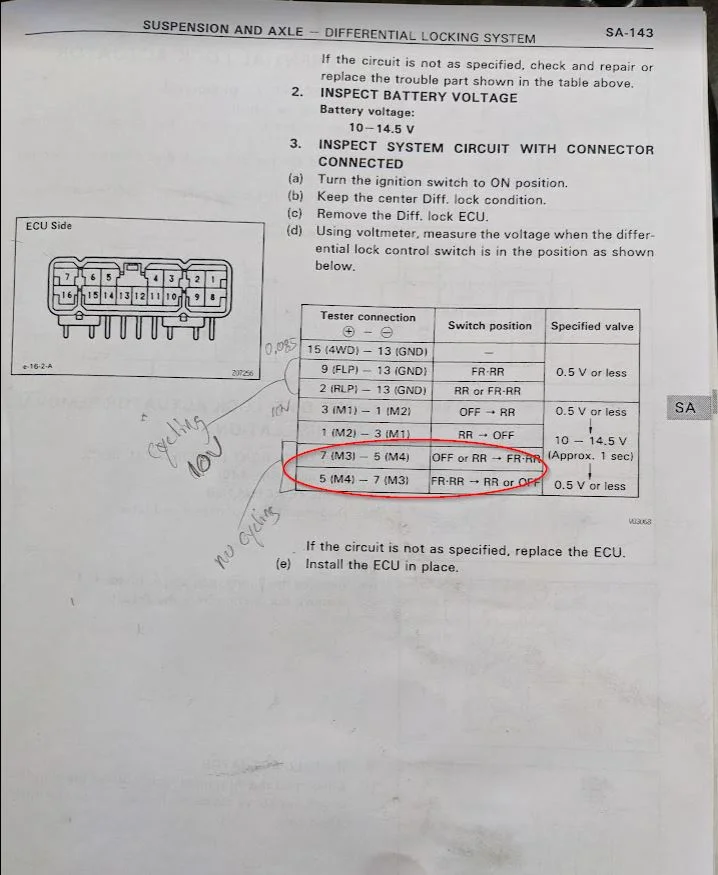 SUSPENSION AND AXLE — DIFFERENTIAL LOCKING SYSTEM
SA-143
If the circuit is not as specified, check and repair or
replace the trouble part shown in the table above.
2. INSPECT BATTERY VOLTAGE
Battery voltage:
10—14.5 V
3. INSPECT SYSTEM CIRCUIT WITH CONNECTOR
CONNECTED
(a) Turn the ignition switch to ON position.
(b) Keep the center Diff. lock condition.
(c) Remove the Diff. lock ECU.
(d) Using voltmeter, measure the voltage when the differ-
ential lock control switch is in the position as shown
below.
ECU Side
7 6 5 4 3 2 1
16 15 14 13 12 11 10 9 8
e-16-2-A
Z07256
Tester connection Switch position Specified valve
⊕ — ⊖
0.085 15 (4WD) — 13 (GND) —
9 (FLP) — 13 (GND) FR·RR 0.5 V or less
2 (RLP) — 13 (GND) RR or FR·RR
10V 3 (M1) — 1 (M2) OFF → RR 0.5 V or less
↓
1 (M2) — 3 (M1) RR → OFF 10 — 14.5 V
7 (M3) — 5 (M4) OFF or RR → FR·RR (Approx. 1 sec)
↓
5 (M4) — 7 (M3) FR·RR → RR or OFF 0.5 V or less
cycling
10V
no cycling
V03068
SA
If the circuit is not as specified, replace the ECU.
(e) Install the ECU in place.